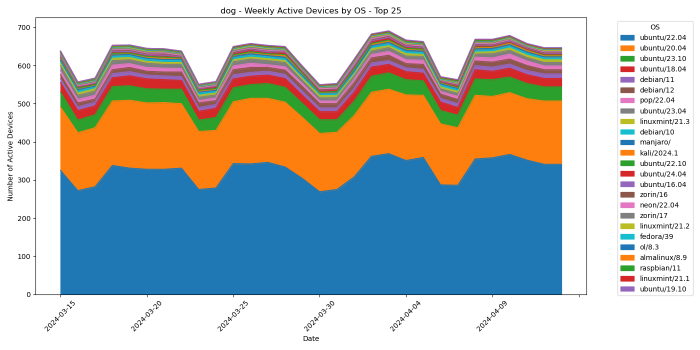 dog - Weekly Active Devices by OS - Top 25
Number of Active Devices
700
600
500
400
300
200
100
0
2024-03-15
2024-03-20
2024-03-25
2024-03-30
2024-04-04
2024-04-09
Date
OS
ubuntu/22.04
ubuntu/20.04
ubuntu/23.10
ubuntu/18.04
debian/11
debian/12
pop/22.04
ubuntu/23.04
linuxmint/21.3
debian/10
manjaro/
kali/2024.1
ubuntu/22.10
ubuntu/24.04
ubuntu/16.04
zorin/16
neon/22.04
zorin/17
linuxmint/21.2
fedora/39
ol/8.3
almalinux/8.9
raspbian/11
linuxmint/21.1
ubuntu/19.10